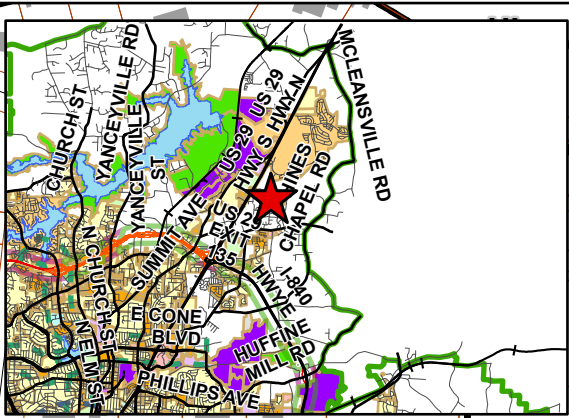 YANCEYVILLE RD
MCLEANSVILLE RD
CHURCH ST
YANCEYVILLE
ST
US 29
HWY N
US 29
HWY S
HINES
CHAPEL RD
SUMMIT AVE
US 29
EXIT
135
I-840
HWY E
N CHURCH ST
N ELM ST
E CONE
BLVD
HUFFINE
MILL RD
PHILLIPS AVE